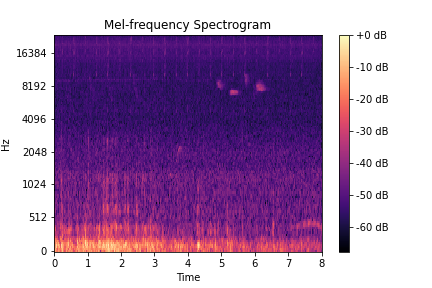 Mel-frequency Spectrogram
16384
8192
4096
2048
1024
512
0
Hz
0 1 2 3 4 5 6 7 8
Time
+0 dB
-10 dB
-20 dB
-30 dB
-40 dB
-50 dB
-60 dB